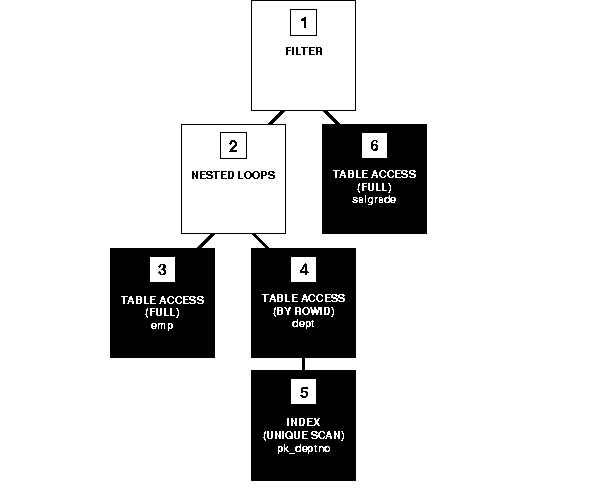 1
FILTER
2
NESTED LOOPS
6
TABLE ACCESS
(FULL)
salgrade
3
TABLE ACCESS
(FULL)
emp
4
TABLE ACCESS
(BY ROWID)
dept
5
INDEX
(UNIQUE SCAN)
pk_deptno